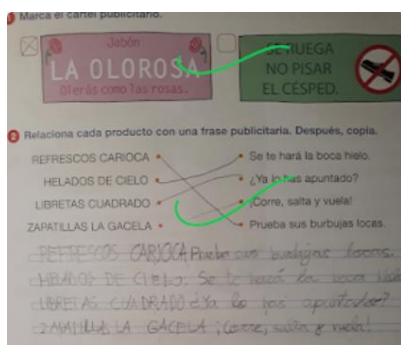 1 Marca el cartel publicitario.
Jabón
LA OLOROSA
Olerás como las rosas.
SE RUEGA
NO PISAR
EL CÉSPED.
2 Relaciona cada producto con una frase publicitaria. Después, copia.
REFRESCOS CARIOCA
Se te hará la boca hielo.
HELADOS DE CIELO
¿Ya lo has apuntado?
LIBRETAS CUADRADO
¡Corre, salta y vuela!
ZAPATILLAS LA GACELA
Prueba sus burbujas locas.
REFRESCOS CARIOCA Prueba sus burbujas locas.
HELADOS DE CIELO. Se te hará la boca hielo
LIBRETAS CUADRADO ¿Ya lo has apuntado?
ZAPATILLAS LA GACELA ¡Corre, salta y vuela!